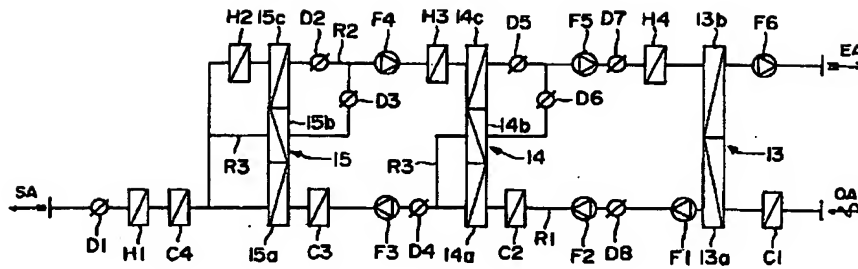 H2 15c D2 R2 F4 H3 14c D5 F5 D7 H4 13b F6
EA
D3 D6
15b 14b
R3 15 R3 14 13
SA OA
D1 H1 C4 15a C3 F3 D4 14a C2 R1 F2 D8 F1 13a C1